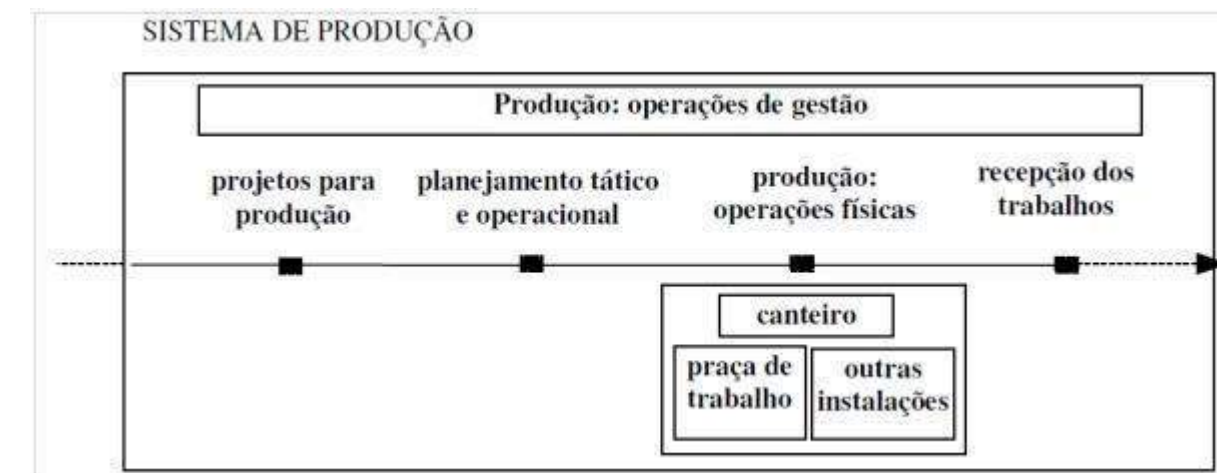 SISTEMA DE PRODUÇÃO
Produção: operações de gestão
projetos para
produção
planejamento tático
e operacional
produção:
operações físicas
recepção dos
trabalhos
canteiro
praça de
trabalho
outras
instalações